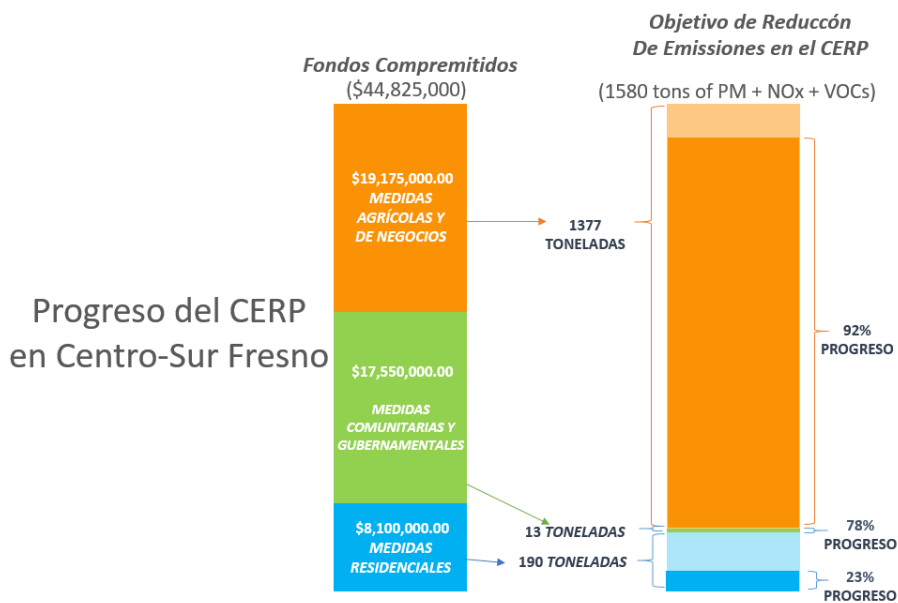 Objetivo de Reduccón
De Emissiones en el CERP
(1580 tons of PM + NOx + VOCs)
Fondos Compremitidos
($44,825,000)
$19,175,000.00
MEDIDAS
AGRÍCOLAS Y
DE NEGOCIOS
1377
TONELADAS
Progreso del CERP
en Centro-Sur Fresno
92%
PROGRESO
$17,550,000.00
MEDIDAS
COMUNITARIAS Y
GUBERNAMENTALES
13 TONELADAS
78%
PROGRESO
$8,100,000.00
MEDIDAS
RESIDENCIALES
190 TONELADAS
23%
PROGRESO